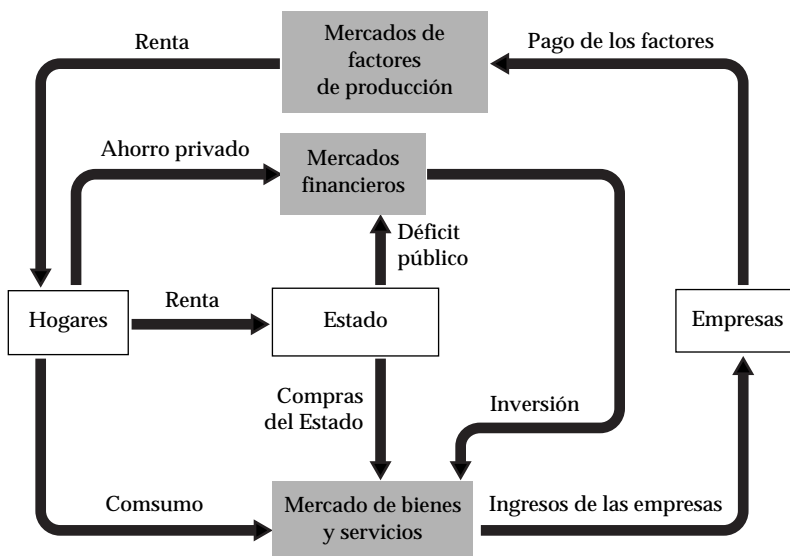 Renta
Mercados de
factores
de producción
Pago de los factores
Ahorro privado
Mercados
financieros
Déficit
público
Hogares
Renta
Estado
Empresas
Compras
del Estado
Inversión
Comsumo
Mercado de bienes
y servicios
Ingresos de las empresas